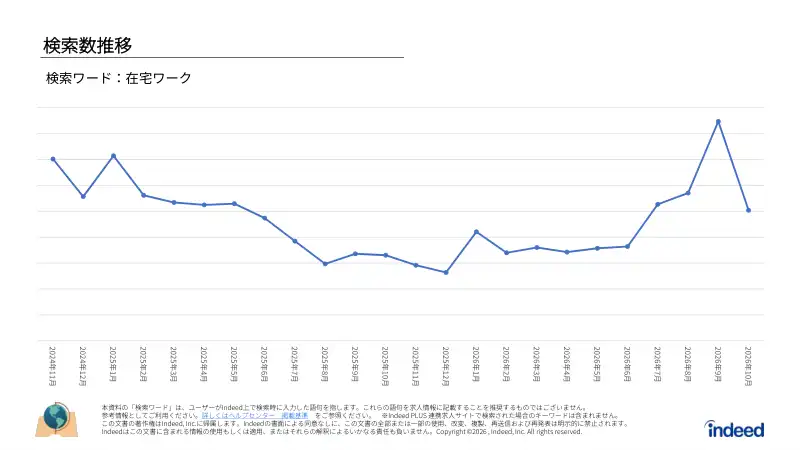 検索数推移
検索ワード：在宅ワーク
2024年11月
2024年12月
2025年1月
2025年2月
2025年3月
2025年4月
2025年5月
2025年6月
2025年7月
2025年8月
2025年9月
2025年10月
2025年11月
2025年12月
2026年1月
2026年2月
2026年3月
2026年4月
2026年5月
2026年6月
2026年7月
2026年8月
2026年9月
2026年10月
本資料の「検索ワード」は、ユーザーがIndeed上で検索時に入力した語句を指します。これらの語句を求人情報に記載することを推奨するものではございません。
参考情報としてご利用ください。詳しくはヘルプセンター　掲載基準　をご参照ください。　※Indeed PLUS 連携求人サイトで検索された場合のキーワードは含まれません。
この文書の著作権はIndeed, Inc.に帰属します。Indeedの書面による同意なしに、この文書の全部または一部の使用、改変、複製、再送信および再発表は明示的に禁止されます。
Indeedはこの文書に含まれる情報の使用もしくは適用、またはそれらの解釈によるいかなる責任も負いません。Copyright ©2026 , Indeed, Inc. All rights reserved.
indeed